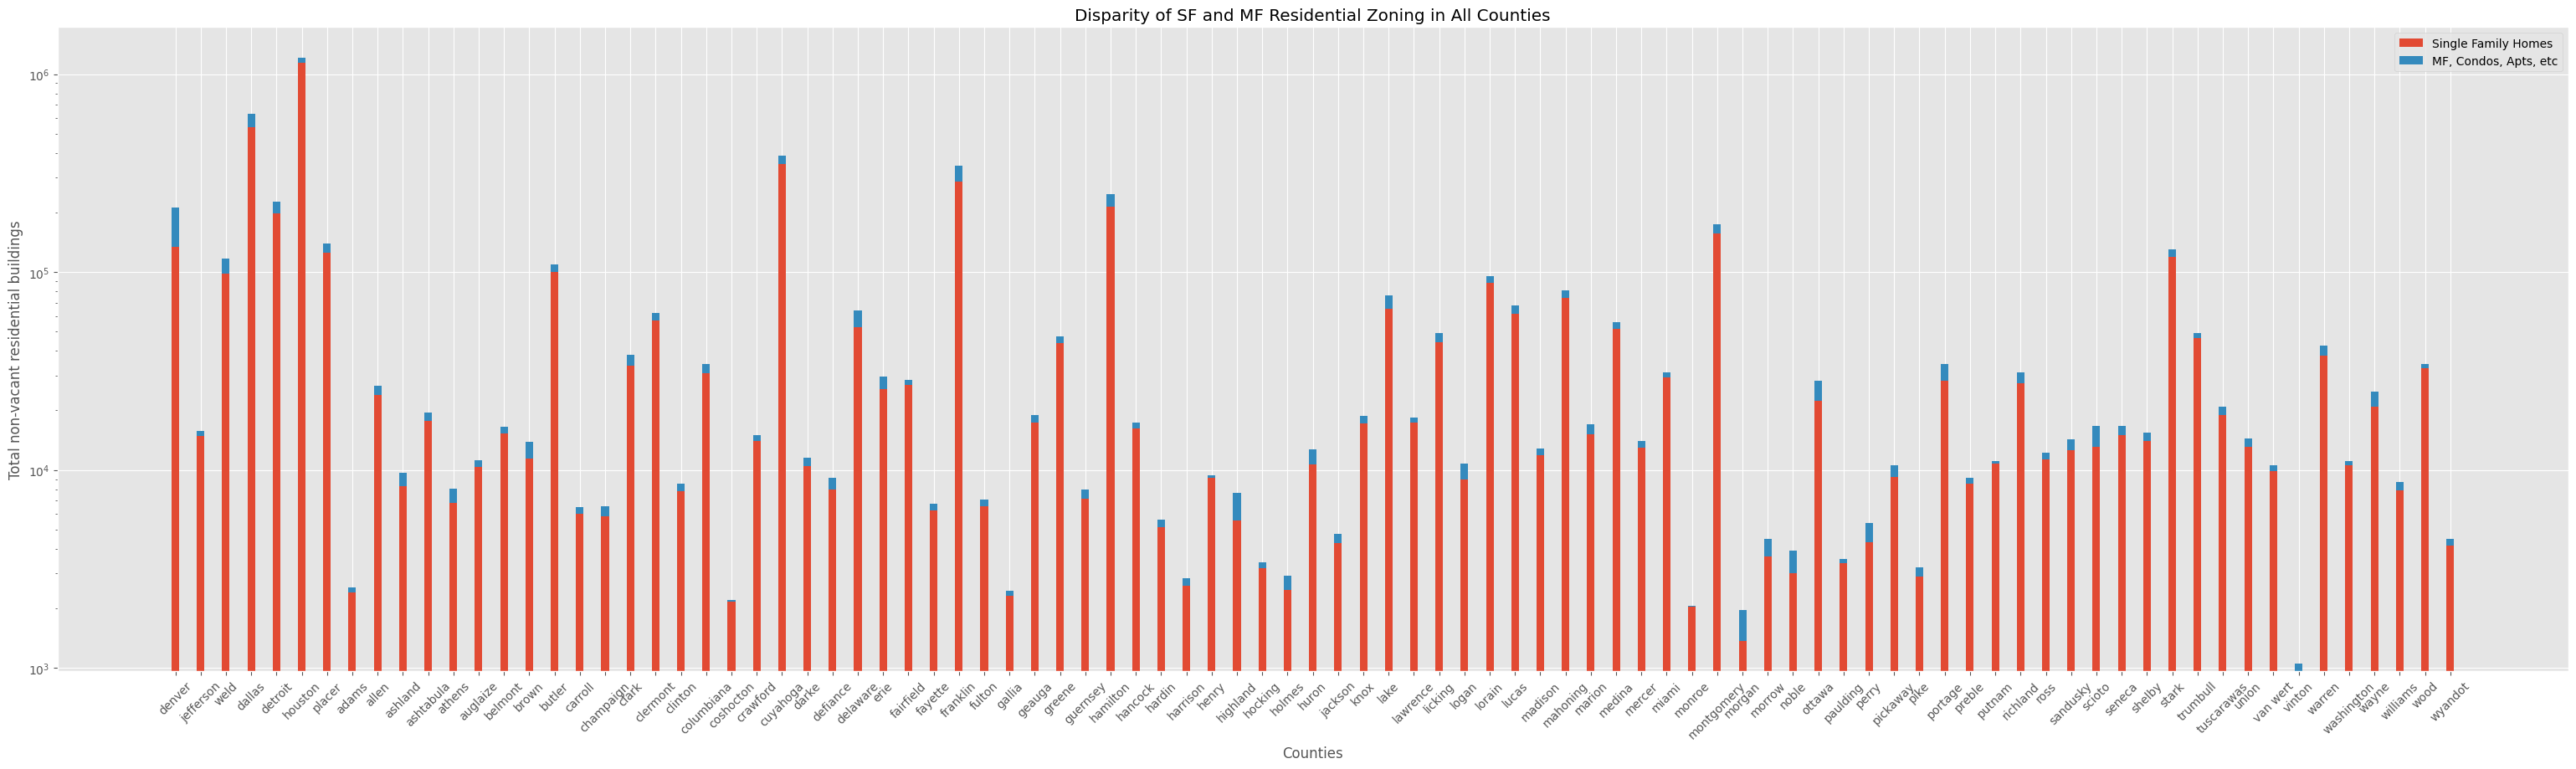 Disparity of SF and MF Residential Zoning in All Counties
Single Family Homes
MF, Condos, Apts, etc
Total non-vacant residential buildings
10^6
10^5
10^4
10^3
denver
jefferson
weld
dallas
detroit
houston
placer
adams
allen
ashland
ashtabula
athens
auglaize
belmont
brown
butler
carroll
champaign
clark
clermont
clinton
columbiana
coshocton
crawford
cuyahoga
darke
defiance
delaware
erie
fairfield
fayette
franklin
fulton
gallia
geauga
greene
guernsey
hamilton
hancock
hardin
harrison
henry
highland
hocking
holmes
huron
jackson
knox
lake
lawrence
licking
logan
lorain
lucas
madison
mahoning
marion
medina
mercer
miami
monroe
montgomery
morgan
morrow
noble
ottawa
paulding
perry
pickaway
pike
portage
preble
putnam
richland
ross
sandusky
scioto
seneca
shelby
stark
trumbull
tuscarawas
union
van wert
vinton
warren
washington
wayne
williams
wood
wyandot
Counties